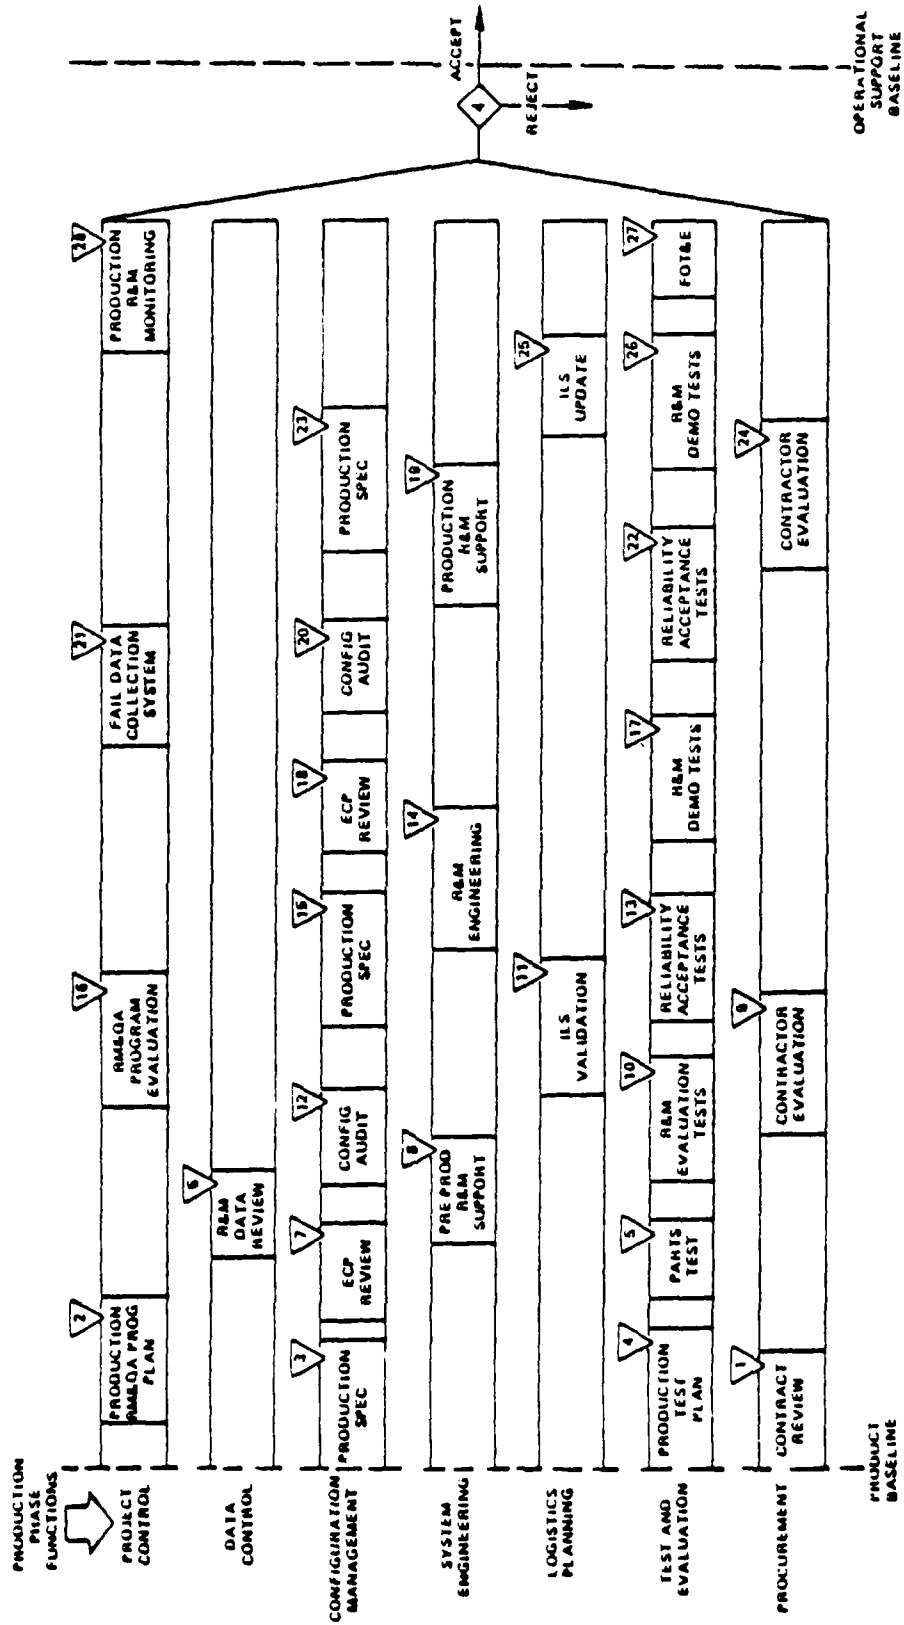 PRODUCTION
PHASE
FUNCTIONS
PROJECT
CONTROL
2
PRODUCTION
RM&QA PROG
PLAN
16
RM&QA
PROGRAM
EVALUATION
21
FAIL DATA
COLLECTION
SYSTEM
28
PRODUCTION
R&M
MONITORING
DATA
CONTROL
6
R&M
DATA
REVIEW
CONFIGURATION
MANAGEMENT
3
PRODUCTION
SPEC
7
ECP
REVIEW
12
CONFIG
AUDIT
15
PRODUCTION
SPEC
18
ECP
REVIEW
20
CONFIG
AUDIT
23
PRODUCTION
SPEC
SYSTEM
ENGINEERING
8
PRE PROD
R&M
SUPPORT
14
R&M
ENGINEERING
19
PRODUCTION
R&M
SUPPORT
4
ACCEPT
REJECT
LOGISTICS
PLANNING
11
ILS
VALIDATION
25
ILS
UPDATE
TEST AND
EVALUATION
4
PRODUCTION
TEST
PLAN
5
PARTS
TEST
10
R&M
EVALUATION
TESTS
13
RELIABILITY
ACCEPTANCE
TESTS
17
R&M
DEMO TESTS
22
RELIABILITY
ACCEPTANCE
TESTS
26
R&M
DEMO TESTS
27
FOT&E
PROCUREMENT
1
CONTRACT
REVIEW
9
CONTRACTOR
EVALUATION
24
CONTRACTOR
EVALUATION
PRODUCT
BASELINE
OPERATIONAL
SUPPORT
BASELINE